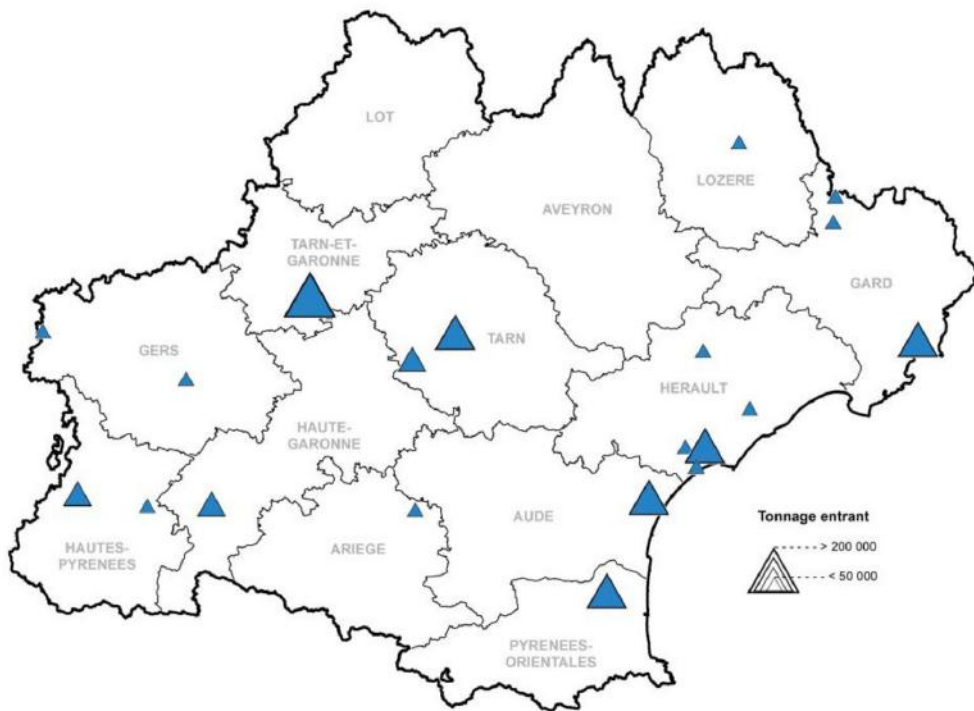 LOT
LOZERE
AVEYRON
TARN-ET-
GARONNE
GARD
TARN
GERS
HERAULT
HAUTE-
GARONNE
AUDE
Tonnage entrant
> 200 000
< 50 000
HAUTES-
PYRENEES
ARIEGE
PYRENEES-
ORIENTALES